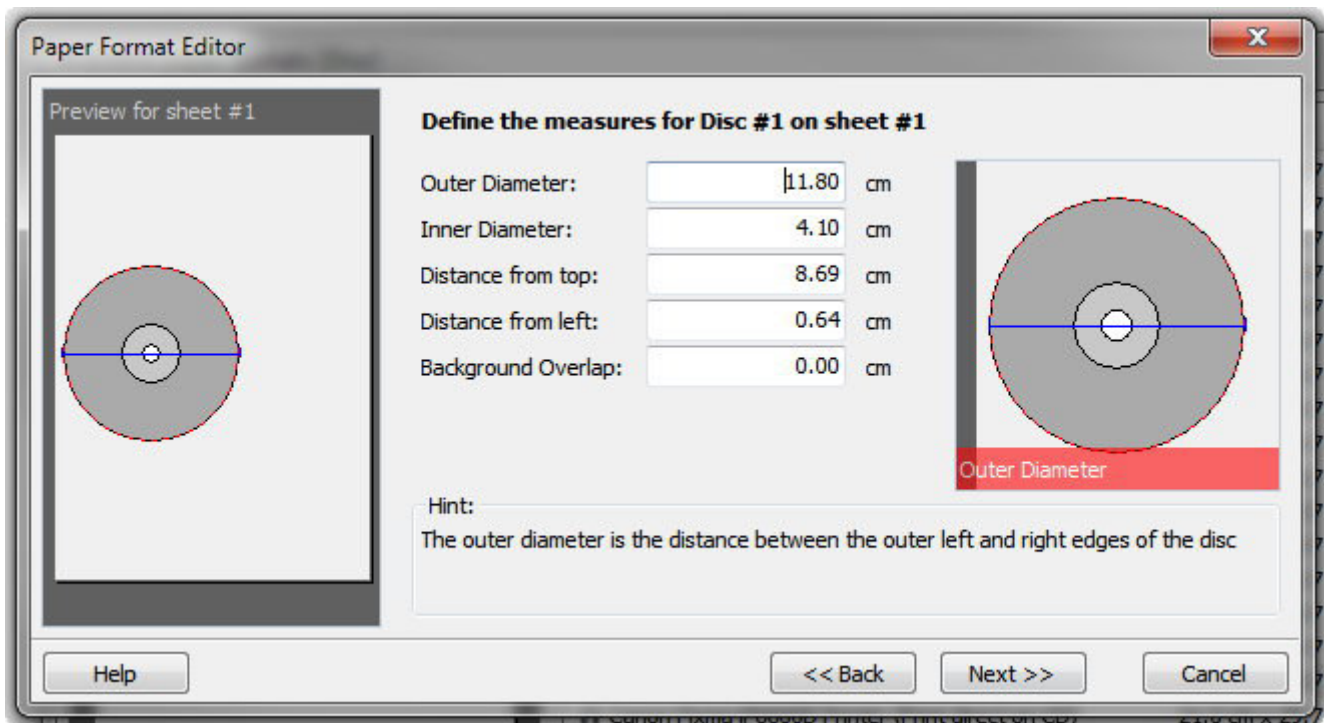 Paper Format Editor
Preview for sheet #1
Define the measures for Disc #1 on sheet #1
Outer Diameter: 11.80 cm
Inner Diameter: 4.10 cm
Distance from top: 8.69 cm
Distance from left: 0.64 cm
Background Overlap: 0.00 cm
Outer Diameter
Hint:
The outer diameter is the distance between the outer left and right edges of the disc
Help << Back Next >> Cancel